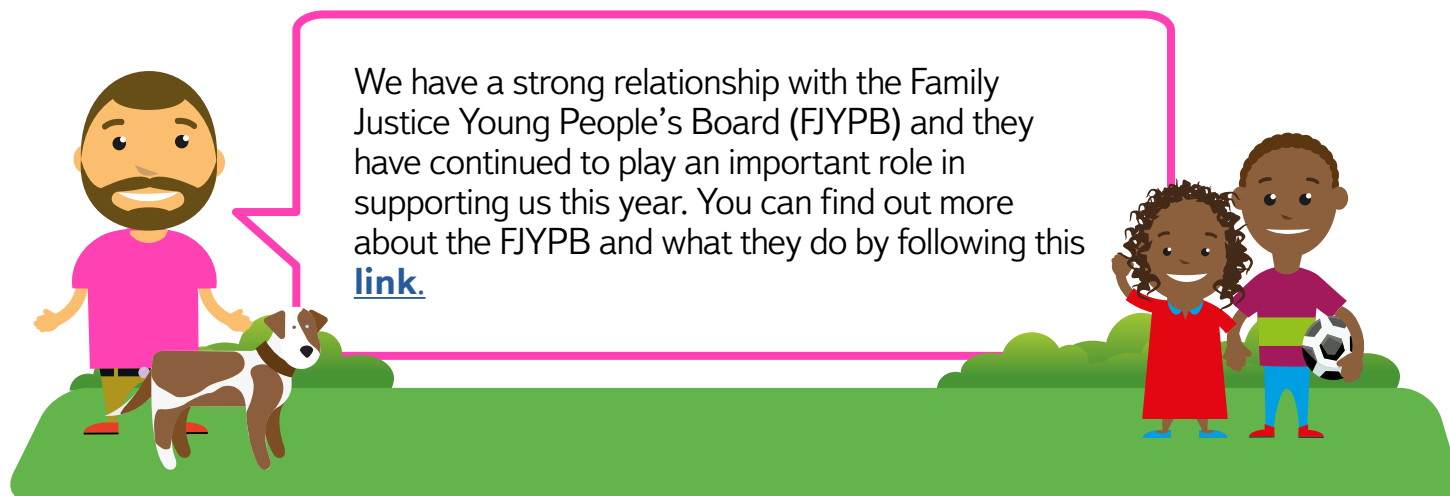 We have a strong relationship with the Family
Justice Young People’s Board (FJYPB) and they
have continued to play an important role in
supporting us this year. You can find out more
about the FJYPB and what they do by following this
link.